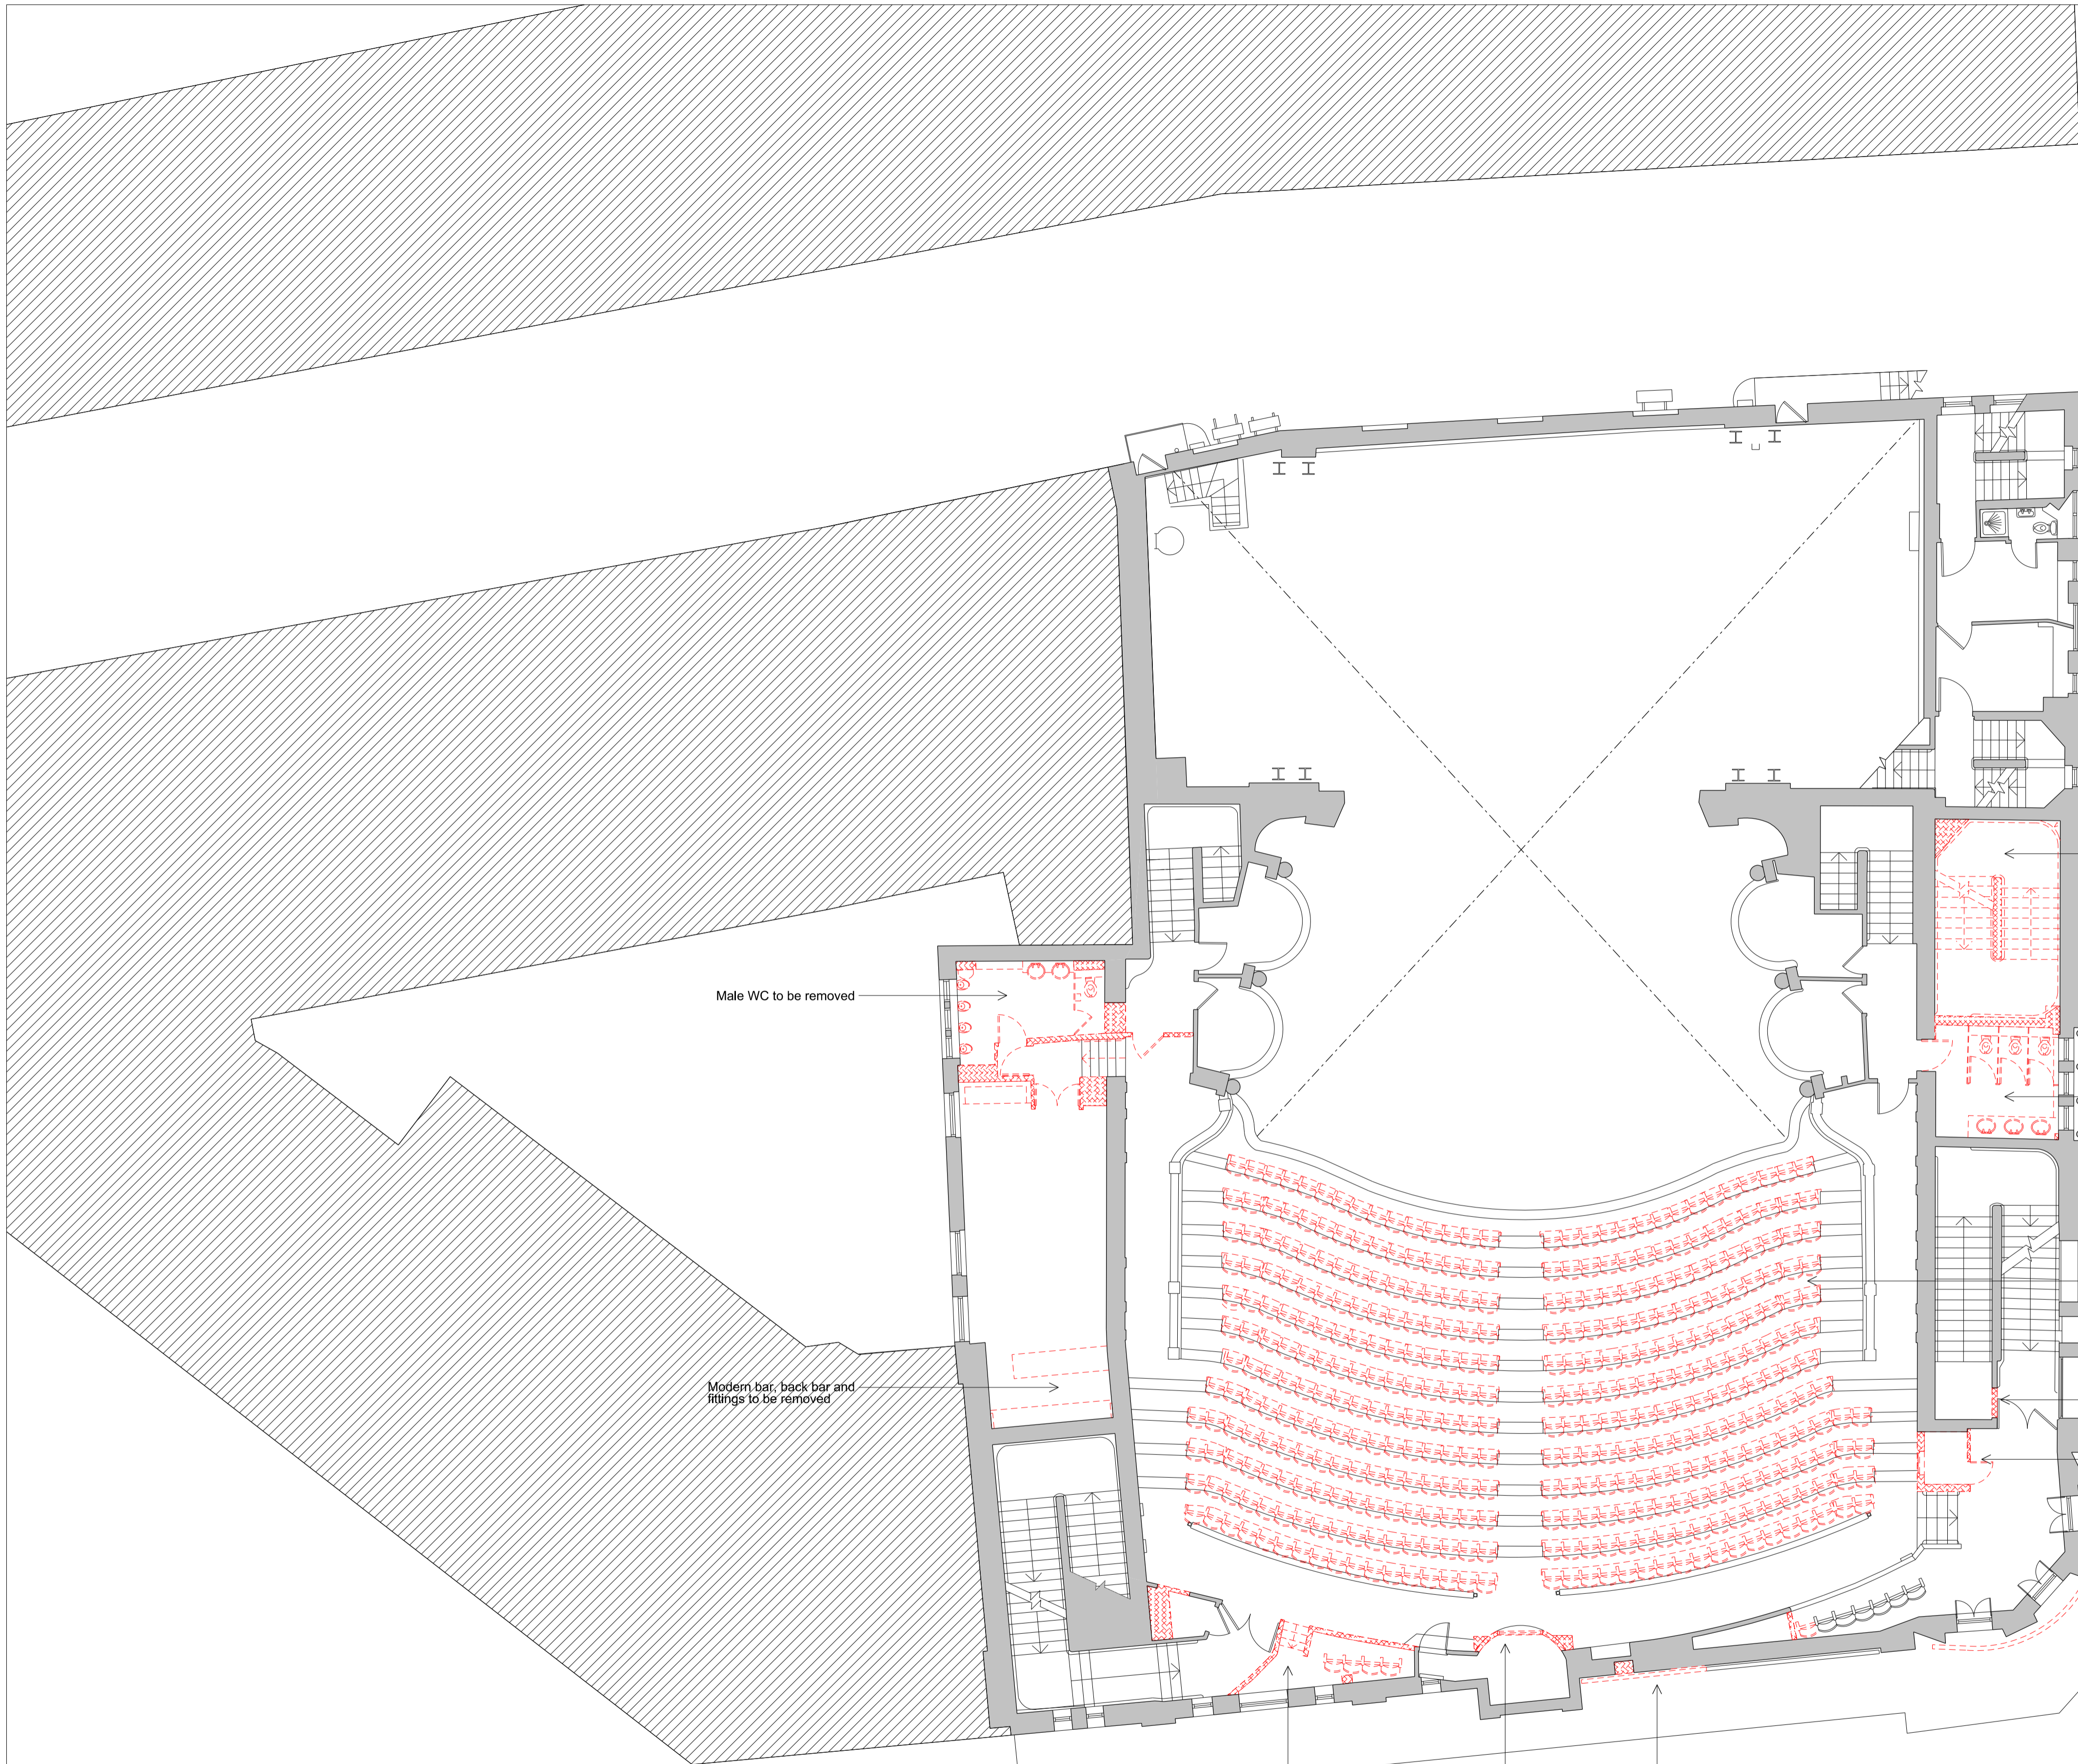 Male WC to be removed
Modern bar, back bar and
fittings to be removed